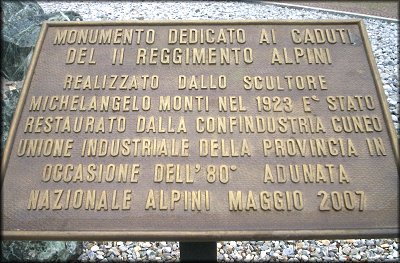 MONUMENTO DEDICATO AI CADUTI
DEL II REGGIMENTO ALPINI
REALIZZATO DALLO SCULTORE
MICHELANGELO MONTI NEL 1923 E' STATO
RESTAURATO DALLA CONFINDUSTRIA CUNEO
UNIONE INDUSTRIALE DELLA PROVINCIA IN
OCCASIONE DELL'80° ADUNATA
NAZIONALE ALPINI MAGGIO 2007